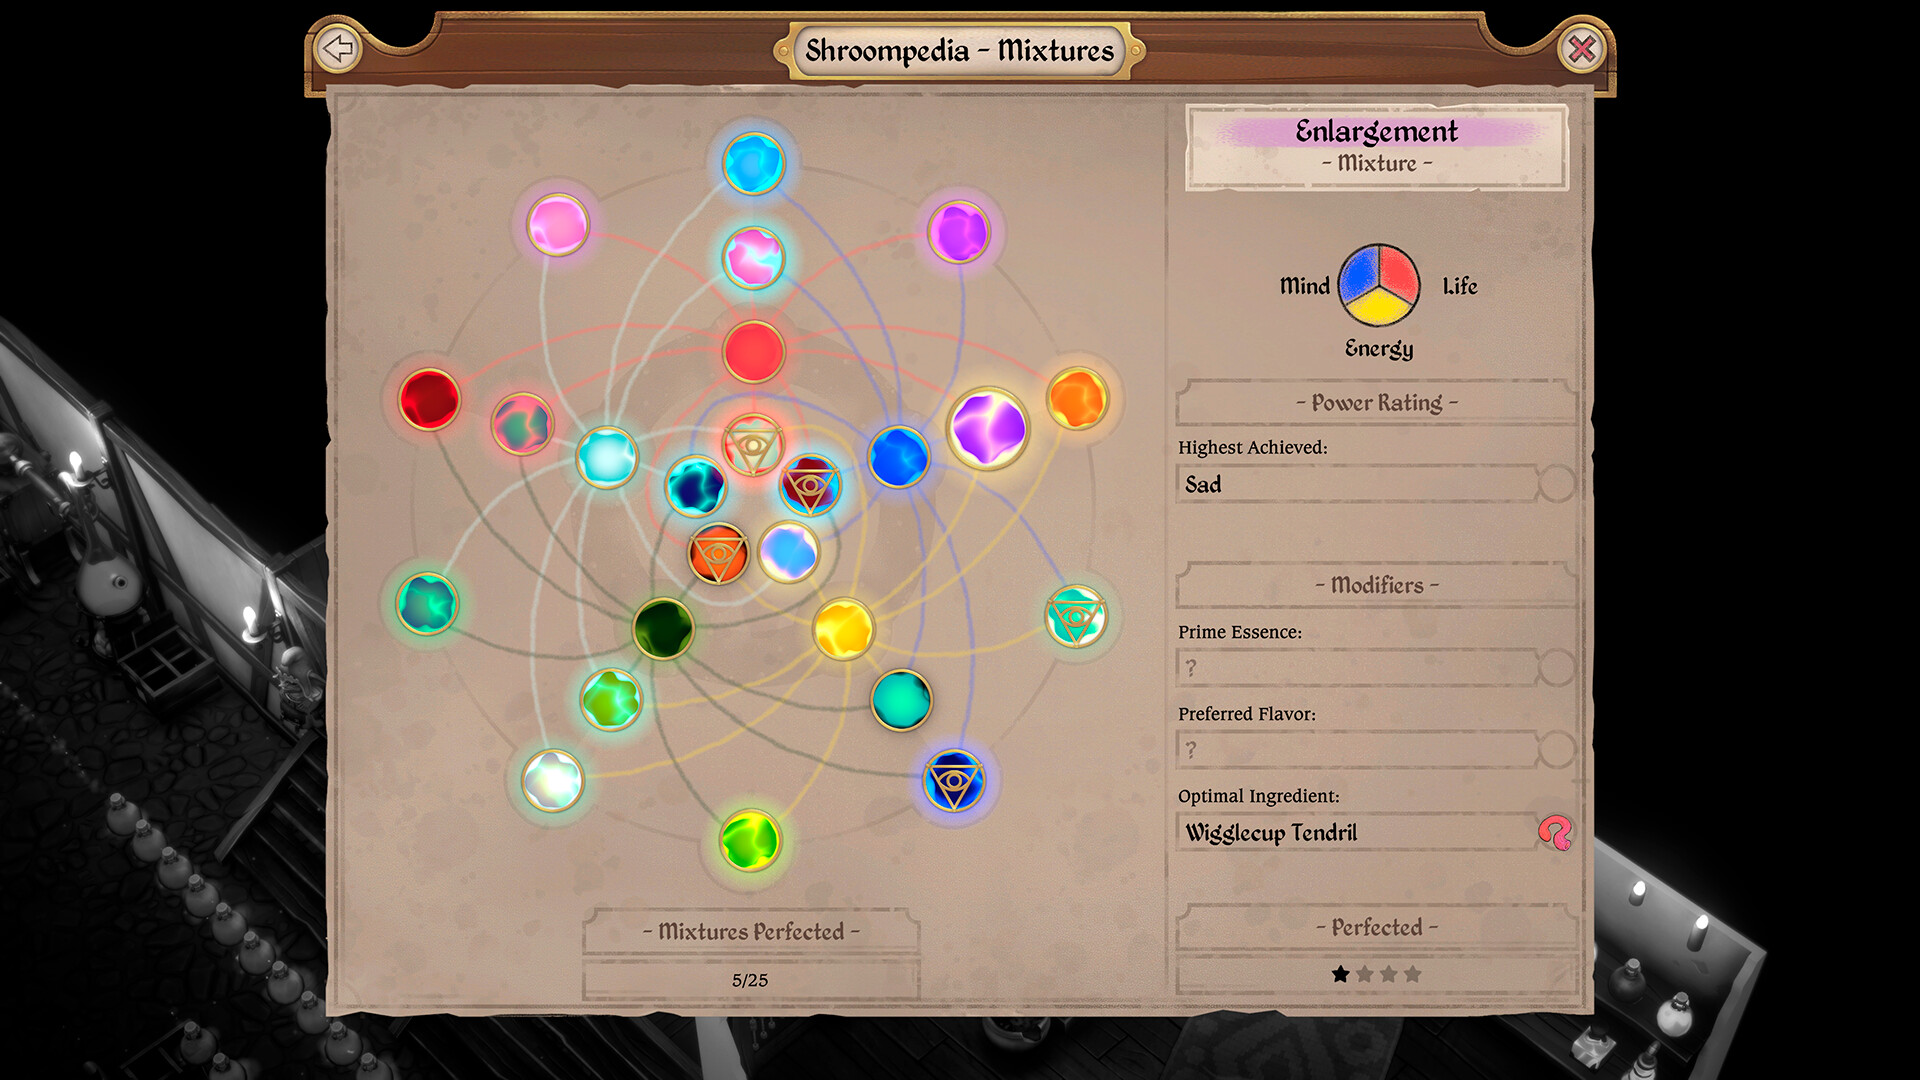 Shroompedia - Mixtures
Enlargement
- Mixture -
Mind
Life
Energy
- Power Rating -
Highest Achieved:
Sad
- Modifiers -
Prime Essence:
?
Preferred Flavor:
?
Optimal Ingredient:
Wigglecup Tendril
- Mixtures Perfected -
5/25
- Perfected -